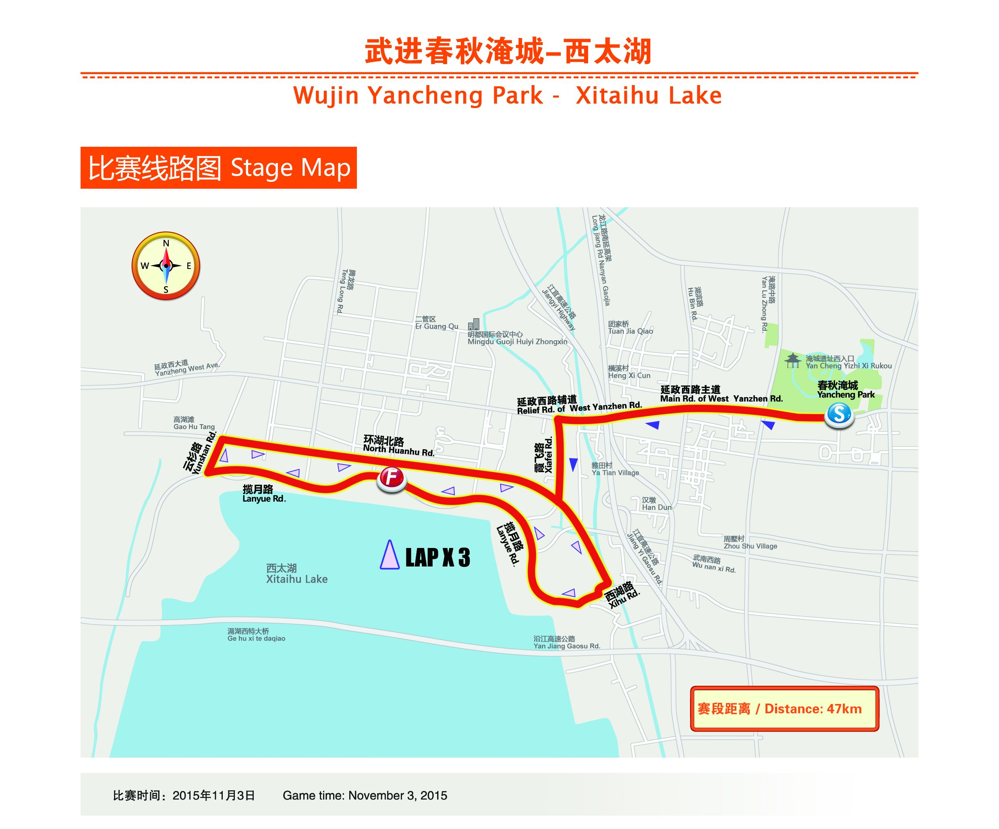 武进春秋淹城-西太湖
Wujin Yancheng Park - Xitaihu Lake
比赛线路图 Stage Map
N
W
E
S
龙江路南延高架
Long jiang Rd Nanyan Gaojia
腾龙路
Teng Long Rd.
江宜高速公路
Jiangyi Highway
湖滨路
Hu Bin Rd.
淹路中路
Yan Lu Zhong Rd.
二管区
Er Guang Qu
明都国际会议中心
Mingdu Guoji Huiyi Zhongxin
团家桥
Tuan Jia Qiao
延政西大道
Yanzheng West Ave.
横溪村
Heng Xi Cun
淹城遗址西入口
Yan Cheng Yizhi Xi Rukou
春秋淹城
Yancheng Park
延政西路主道
Main Rd. of West Yanzhen Rd.
延政西路辅道
Relief Rd. of West Yanzhen Rd.
S
高湖滩
Gao Hu Tang
云杉路
Yunshan Rd.
环湖北路
North Huanhu Rd.
霞飞路
Xiafei Rd.
雅田村
Ya Tian Village
F
揽月路
Lanyue Rd.
汉墩
Han Dun
揽月路
Lanyue Rd.
江宜高速公路
Jiang Yi Gaosu Rd.
周墅村
Zhou Shu Village
武南西路
Wu nan xi Rd.
LAP X 3
西太湖
Xitaihu Lake
西湖路
Xihu Rd.
滆湖西特大桥
Ge hu xi te daqiao
沿江高速公路
Yan Jiang Gaosu Rd.
赛段距离 / Distance: 47km
比赛时间：2015年11月3日 Game time: November 3, 2015